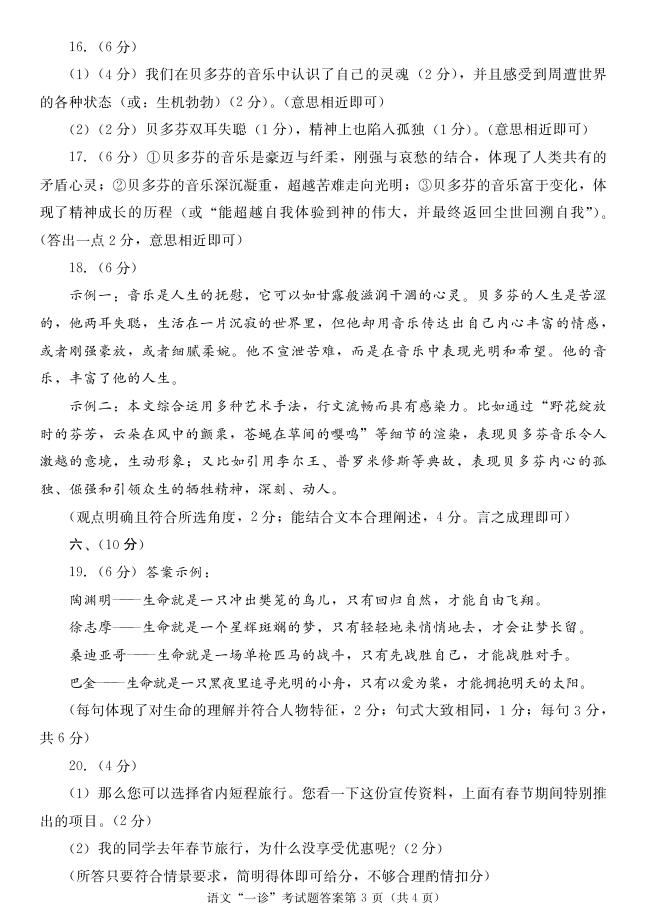 16.（6 分）
（1）（4 分）我们在贝多芬的音乐中认识了自己的灵魂（2 分），并且感受到周遭世界
的各种状态（或：生机勃勃）（2 分）。（意思相近即可）
（2）（2 分）贝多芬双耳失聪（1 分），精神上也陷入孤独（1 分）。（意思相近即可）
17.（6 分）①贝多芬的音乐是豪迈与纤柔，刚强与哀愁的结合，体现了人类共有的
矛盾心灵；②贝多芬的音乐深沉凝重，超越苦难走向光明；③贝多芬的音乐富于变化，体
现了精神成长的历程（或“能超越自我体验到神的伟大，并最终返回尘世回溯自我”）。
（答出一点 2 分，意思相近即可）
18.（6 分）
示例一：音乐是人生的抚慰，它可以如甘露般滋润干涸的心灵。贝多芬的人生是苦涩
的，他两耳失聪，生活在一片沉寂的世界里，但他却用音乐传达出自己内心丰富的情感，
或者刚强豪放，或者细腻柔婉。他不宣泄苦难，而是在音乐中表现光明和希望。他的音
乐，丰富了他的人生。
示例二：本文综合运用多种艺术手法，行文流畅而具有感染力。比如通过“野花绽放
时的芬芳，云朵在风中的颤栗，苍蝇在草间的嘤鸣”等细节的渲染，表现贝多芬音乐令人
激越的意境，生动形象；又比如引用李尔王、普罗米修斯等典故，表现贝多芬内心的孤
独、倔强和引领众生的牺牲精神，深刻、动人。
（观点明确且符合所选角度，2 分；能结合文本合理阐述，4 分。言之成理即可）
六、（10 分）
19.（6 分）答案示例：
陶渊明——生命就是一只冲出樊笼的鸟儿，只有回归自然，才能自由飞翔。
徐志摩——生命就是一个星辉斑斓的梦，只有轻轻地来悄悄地去，才会让梦长留。
桑迪亚哥——生命就是一场单枪匹马的战斗，只有先战胜自己，才能战胜对手。
巴金——生命就是一只黑夜里追寻光明的小舟，只有以爱为桨，才能拥抱明天的太阳。
（每句体现了对生命的理解并符合人物特征，2 分；句式大致相同，1 分；每句 3 分，
共 6 分）
20.（4 分）
（1）那么您可以选择省内短程旅行。您看一下这份宣传资料，上面有春节期间特别推
出的项目。（2 分）
（2）我的同学去年春节旅行，为什么没享受优惠呢？（2 分）
（所答只要符合情景要求，简明得体即可给分，不够合理酌情扣分）
语文“一诊”考试题答案第 3 页（共 4 页）